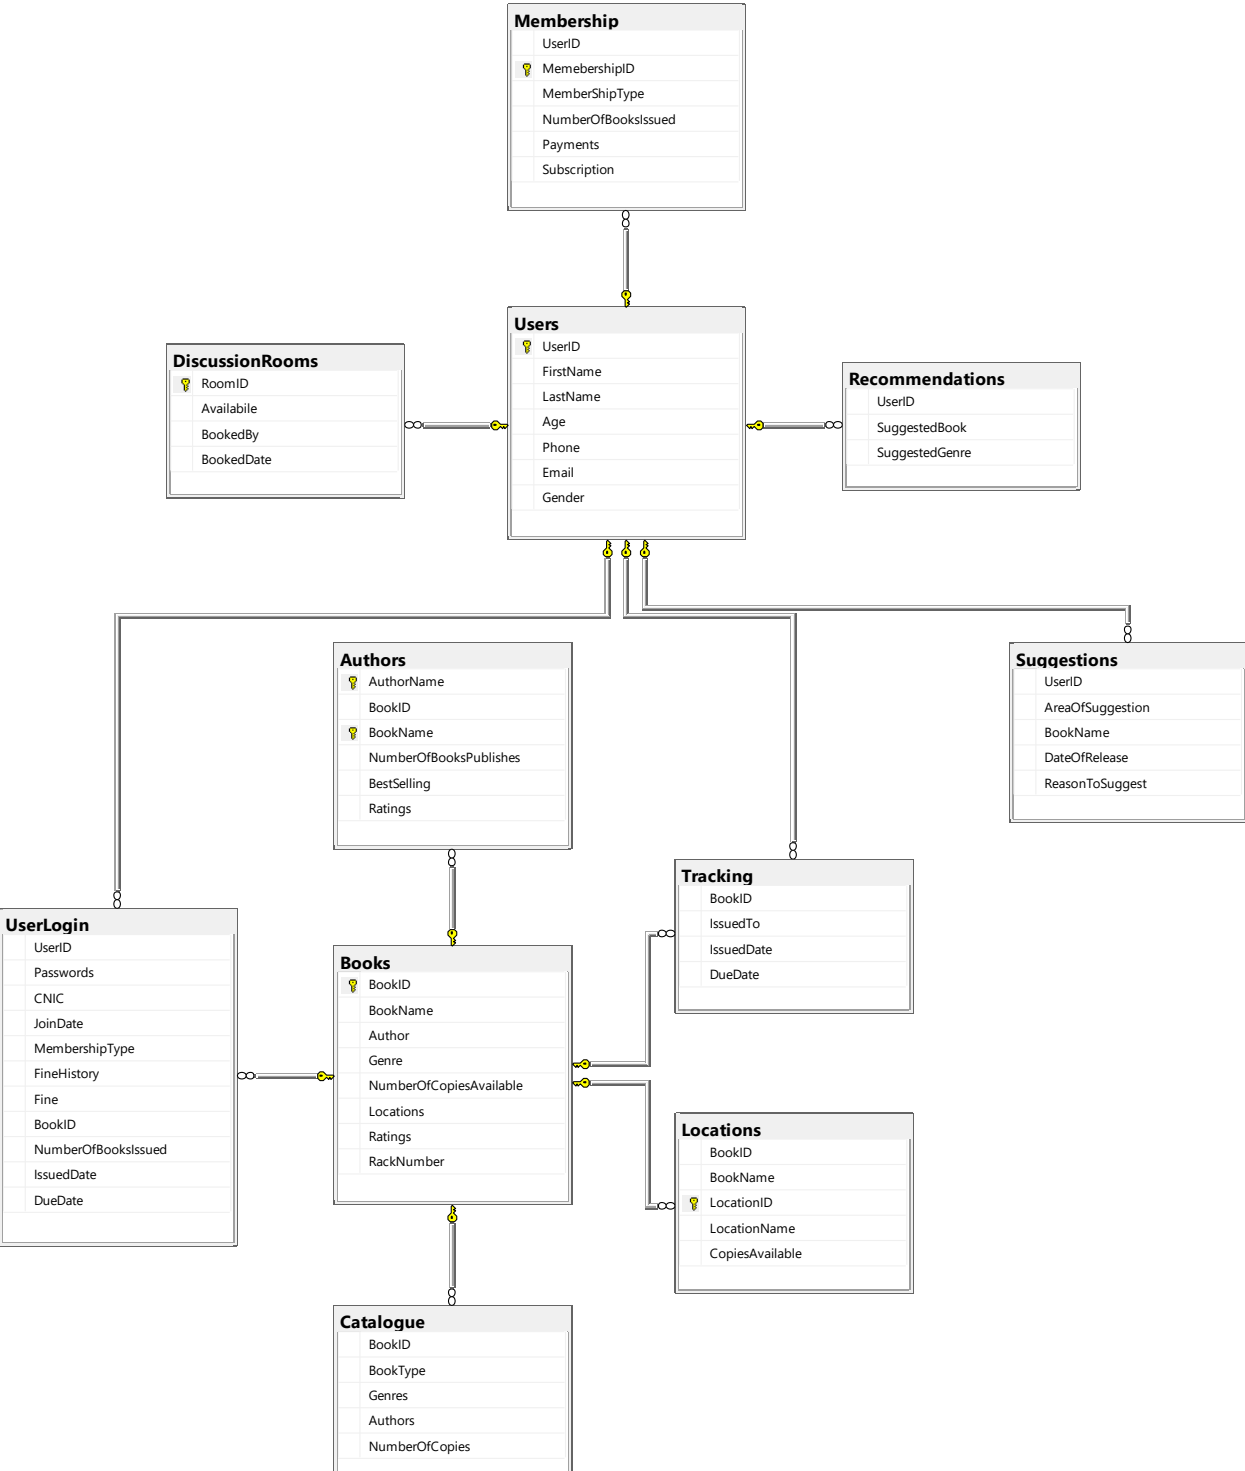 Membership
UserID
MemebershipID
MemberShipType
NumberOfBooksIssued
Payments
Subscription
Users
UserID
FirstName
LastName
Age
Phone
Email
Gender
DiscussionRooms
RoomID
Availabile
BookedBy
BookedDate
Recommendations
UserID
SuggestedBook
SuggestedGenre
Authors
AuthorName
BookID
BookName
NumberOfBooksPublishes
BestSelling
Ratings
Suggestions
UserID
AreaOfSuggestion
BookName
DateOfRelease
ReasonToSuggest
Tracking
BookID
IssuedTo
IssuedDate
DueDate
UserLogin
UserID
Passwords
CNIC
JoinDate
MembershipType
FineHistory
Fine
BookID
NumberOfBooksIssued
IssuedDate
DueDate
Books
BookID
BookName
Author
Genre
NumberOfCopiesAvailable
Locations
Ratings
RackNumber
Locations
BookID
BookName
LocationID
LocationName
CopiesAvailable
Catalogue
BookID
BookType
Genres
Authors
NumberOfCopies